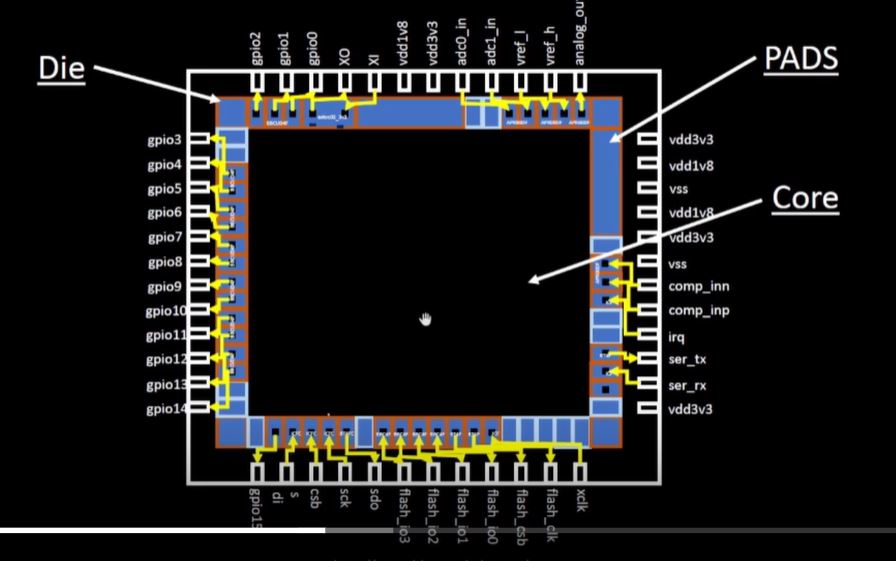 Die
PADS
Core
gpio2
gpio1
gpio0
XO
XI
vdd1v8
vdd3v3
adc0_in
adc1_in
vref_l
vref_h
gpio3
gpio4
gpio5
gpio6
gpio7
gpio8
gpio9
gpio10
gpio11
gpio12
gpio13
gpio14
vdd3v3
vdd1v8
vss
vdd1v8
vdd3v3
vss
comp_inn
comp_inp
irq
ser_tx
ser_rx
vdd3v3
gpio15
di
s
csb
sck
sdo
flash_io3
flash_io2
flash_io1
flash_io0
flash_csb
flash_clk
xclk